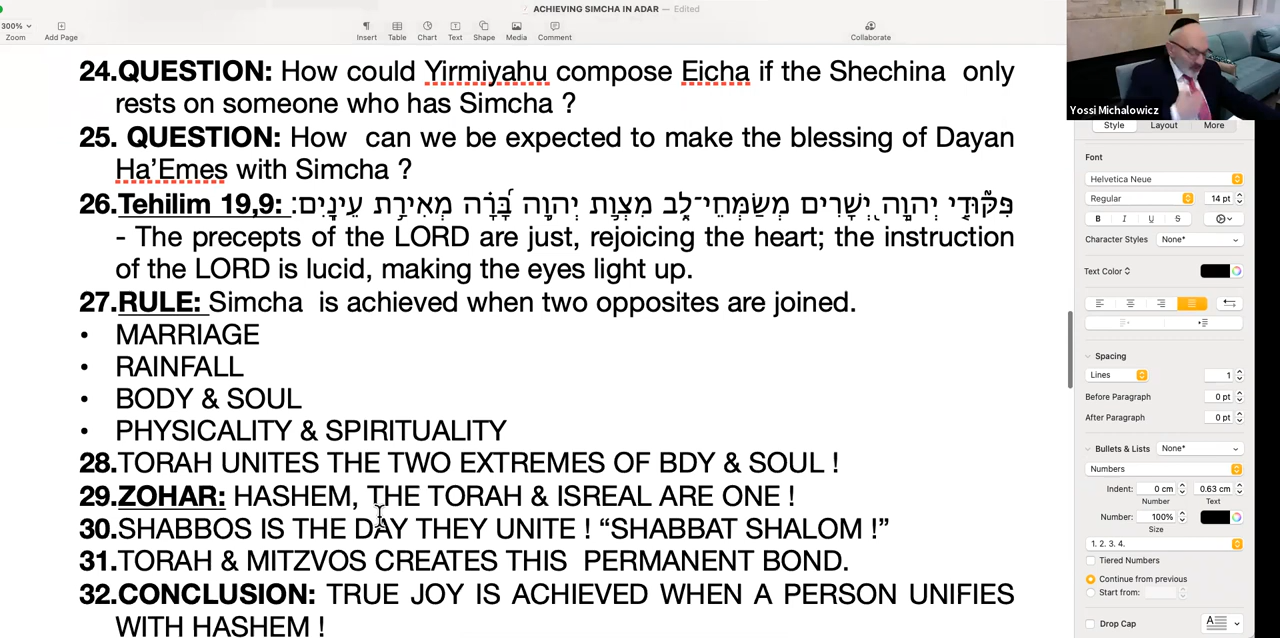 ACHIEVING SIMCHA IN ADAR — Edited
300%
Zoom
Add Page
Insert
Table
Chart
Text
Shape
Media
Comment
Collaborate
24.QUESTION: How could Yirmiyahu compose Eicha if the Shechina only
rests on someone who has Simcha ?
25. QUESTION: How can we be expected to make the blessing of Dayan
Ha’Emes with Simcha ?
26.Tehilim 19,9: פִּקּ֘וּדֵ֤י יְהוָ֣ה יְ֭שָׁרִים מְשַׂמְּחֵי־לֵ֑ב מִצְוַ֥ת יְהוָ֥ה בָּ֝רָ֗ה מְאִירַ֥ת עֵינָֽיִם׃
- The precepts of the LORD are just, rejoicing the heart; the instruction
of the LORD is lucid, making the eyes light up.
27.RULE: Simcha is achieved when two opposites are joined.
• MARRIAGE
• RAINFALL
• BODY & SOUL
• PHYSICALITY & SPIRITUALITY
28.TORAH UNITES THE TWO EXTREMES OF BDY & SOUL !
29.ZOHAR: HASHEM, THE TORAH & ISREAL ARE ONE !
30.SHABBOS IS THE DAY THEY UNITE ! “SHABBAT SHALOM !”
31.TORAH & MITZVOS CREATES THIS PERMANENT BOND.
32.CONCLUSION: TRUE JOY IS ACHIEVED WHEN A PERSON UNIFIES
WITH HASHEM !
Yossi Michalowicz
Style
Layout
More
Font
Helvetica Neue
Regular
14 pt
B I U S
Character Styles
None*
Text Color
Spacing
Lines
1
Before Paragraph
0 pt
After Paragraph
0 pt
Bullets & Lists
None*
Numbers
Indent:
0 cm
0.63 cm
Number
Text
Number:
100%
Size
1. 2. 3. 4.
Tiered Numbers
Continue from previous
Start from:
Drop Cap
A